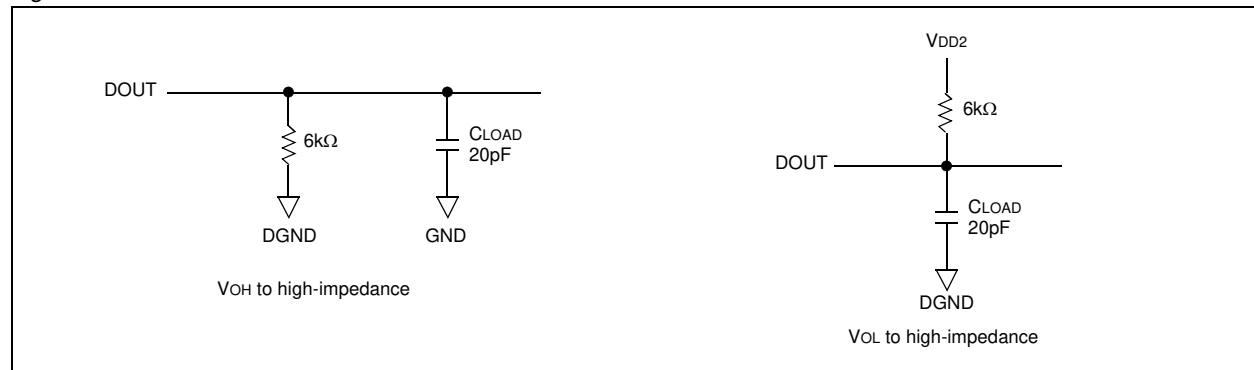 DOUT
6kΩ
CLOAD
20pF
DGND
GND
VOH to high-impedance
VDD2
6kΩ
DOUT
CLOAD
20pF
DGND
VOL to high-impedance